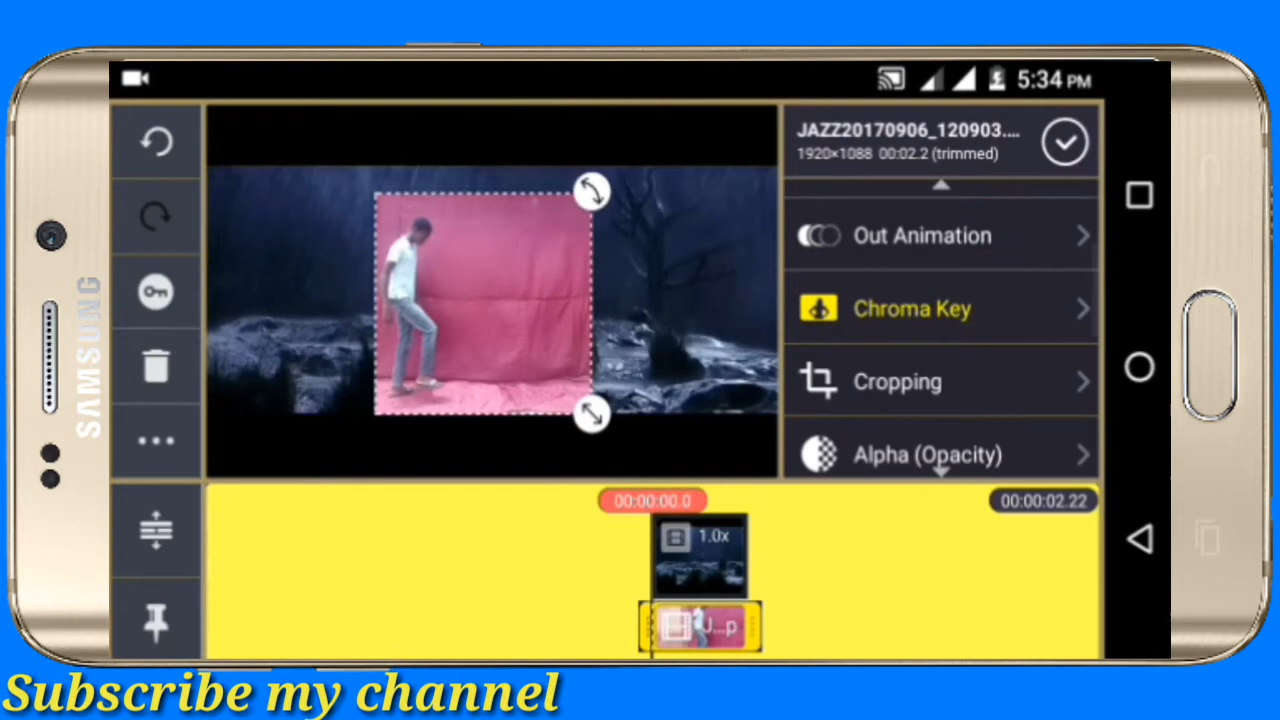 5:34 PM
JAZZ20170906_120903....
1920×1088 00:02.2 (trimmed)
Out Animation
Chroma Key
Cropping
Alpha (Opacity)
SAMSUNG
00:00:00.0
00:00:02.22
1.0x
J...p
Subscribe my channel